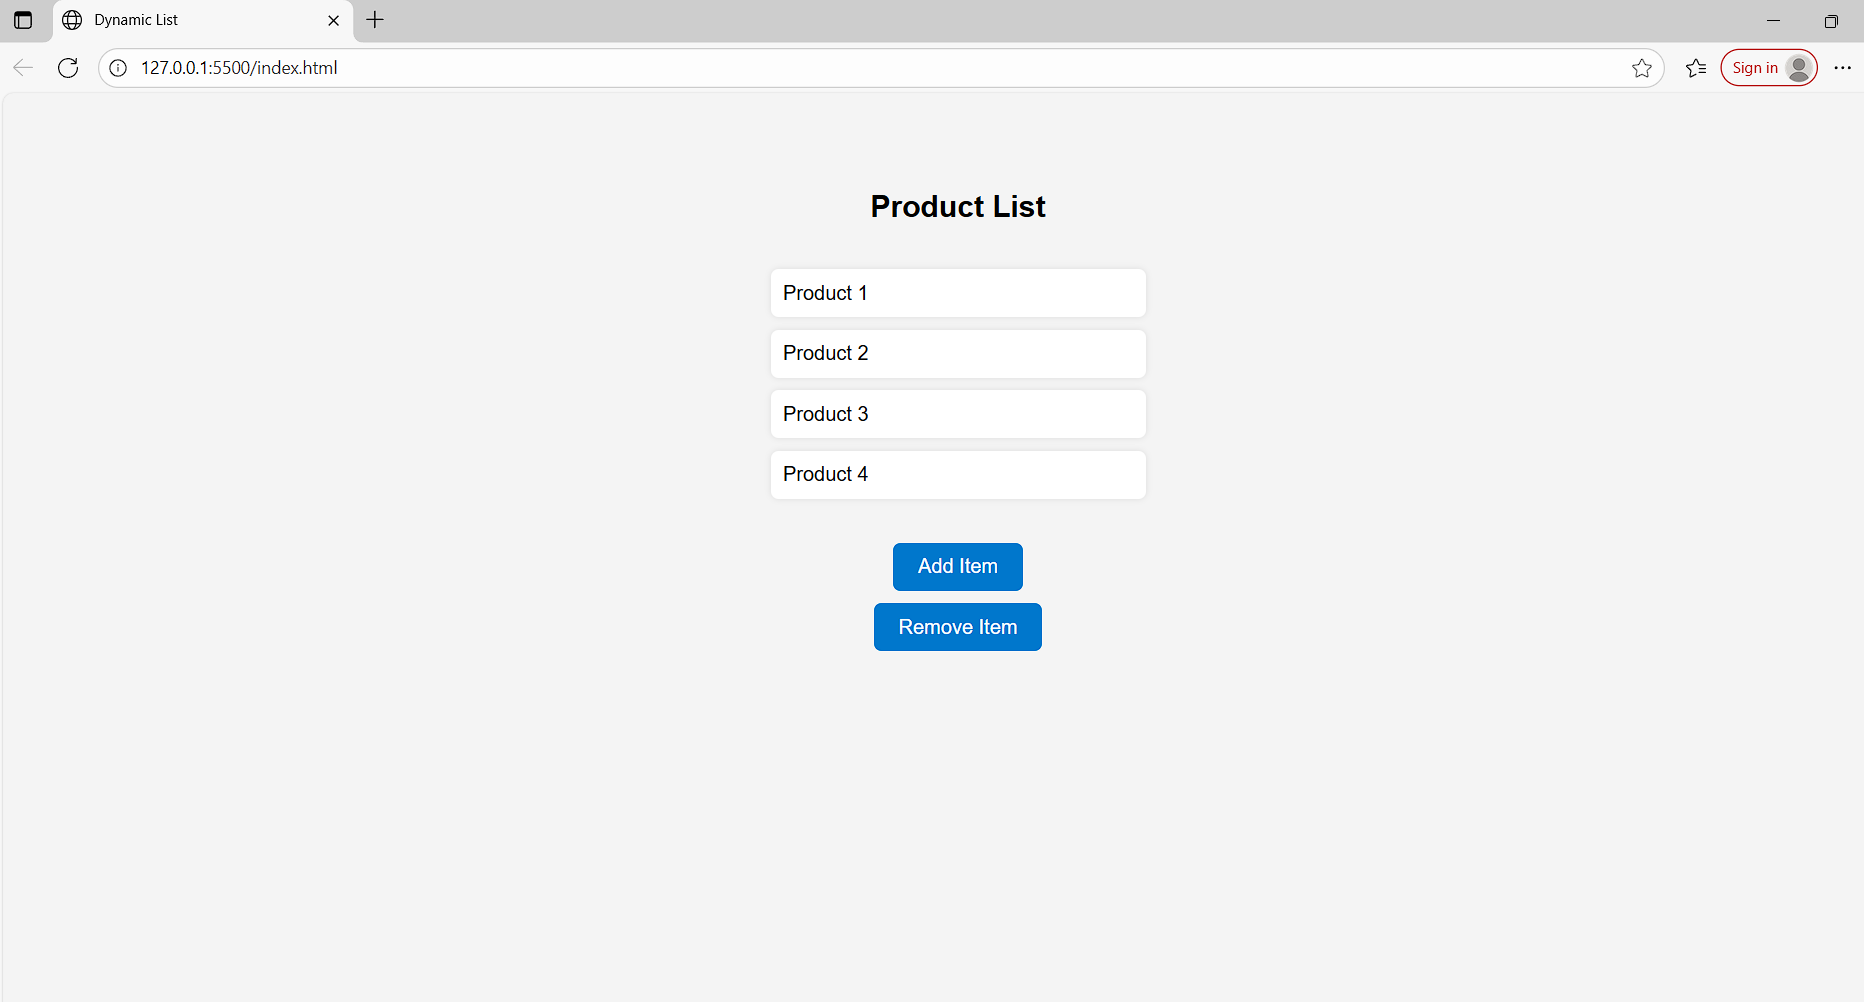 Dynamic List
127.0.0.1:5500/index.html
Sign in
Product List
Product 1
Product 2
Product 3
Product 4
Add Item
Remove Item